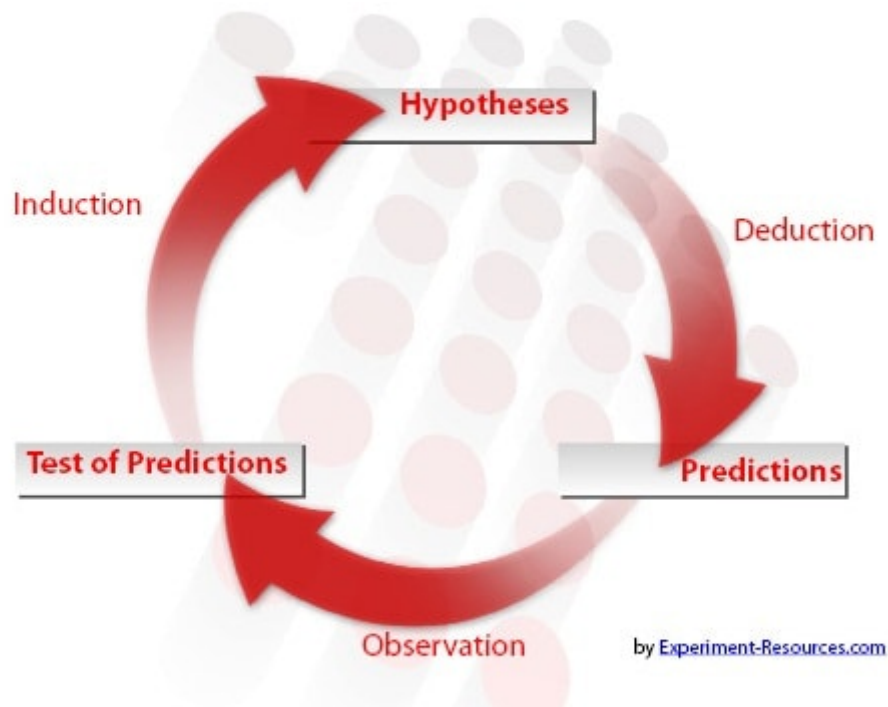 Hypotheses
Induction
Deduction
Test of Predictions
Predictions
Observation
by Experiment-Resources.com